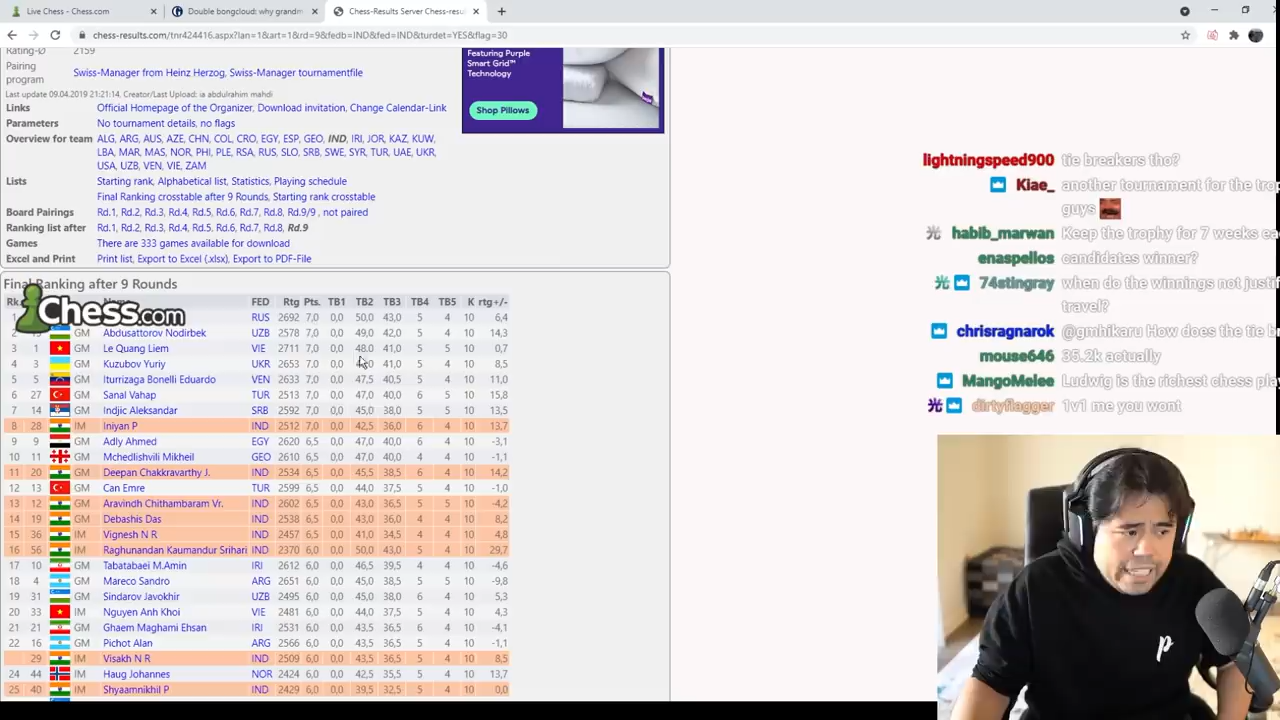 Live Chess - Chess.com
Double bongcloud: why grandm
Chess-Results Server Chess-resul
chess-results.com/tnr424416.aspx?lan=1&art=1&rd=9&fedb=IND&fed=IND&turdet=YES&flag=30
Rating-Ø 2159
Pairing program Swiss-Manager from Heinz Herzog, Swiss-Manager tournamentfile
Last update 09.04.2019 21:21:14, Creator/Last Upload: ia abdulrahim mahdi
Links Official Homepage of the Organizer, Download invitation, Change Calendar-Link
Parameters No tournament details, no flags
Overview for team ALG, ARG, AUS, AZE, CHN, COL, CRO, EGY, ESP, GEO, IND, IRI, JOR, KAZ, KUW,
LBA, MAR, MAS, NOR, PHI, PLE, RSA, RUS, SLO, SRB, SWE, SYR, TUR, UAE, UKR,
USA, UZB, VEN, VIE, ZAM
Lists Starting rank, Alphabetical list, Statistics, Playing schedule
Final Ranking crosstable after 9 Rounds, Starting rank crosstable
Board Pairings Rd.1, Rd.2, Rd.3, Rd.4, Rd.5, Rd.6, Rd.7, Rd.8, Rd.9/9 , not paired
Ranking list after Rd.1, Rd.2, Rd.3, Rd.4, Rd.5, Rd.6, Rd.7, Rd.8, Rd.9
Games There are 333 games available for download
Excel and Print Print list, Export to Excel (.xlsx), Export to PDF-File
Featuring Purple
Smart Grid™
Technology
Shop Pillows
Final Ranking after 9 Rounds
Rk. Name FED Rtg Pts. TB1 TB2 TB3 TB4 TB5 K rtg+/-
Chess.com
RUS 2692 7,0 0,0 50,0 43,0 5 4 10 6,4
2 GM Abdusattorov Nodirbek UZB 2578 7,0 0,0 49,0 42,0 5 4 10 14,3
3 1 GM Le Quang Liem VIE 2711 7,0 0,0 48,0 41,0 5 5 10 0,7
4 3 GM Kuzubov Yuriy UKR 2653 7,0 0,0 48,0 41,0 5 4 10 8,5
5 5 GM Iturrizaga Bonelli Eduardo VEN 2633 7,0 0,0 47,5 40,5 5 4 10 11,0
6 27 GM Sanal Vahap TUR 2513 7,0 0,0 47,0 40,0 6 4 10 15,8
7 14 GM Indjic Aleksandar SRB 2592 7,0 0,0 45,0 38,0 5 4 10 13,5
8 28 IM Iniyan P IND 2512 7,0 0,0 42,5 36,0 6 4 10 13,7
9 9 GM Adly Ahmed EGY 2620 6,5 0,0 47,0 40,0 6 4 10 -3,1
10 11 GM Mchedlishvili Mikheil GEO 2610 6,5 0,0 47,0 40,0 4 4 10 -1,1
11 20 GM Deepan Chakkravarthy J. IND 2534 6,5 0,0 45,5 38,5 6 4 10 14,2
12 13 GM Can Emre TUR 2599 6,5 0,0 44,0 37,5 5 4 10 -1,0
13 12 GM Aravindh Chithambaram Vr. IND 2602 6,5 0,0 43,0 36,5 5 4 10 -4,2
14 19 GM Debashis Das IND 2538 6,5 0,0 43,0 36,0 4 4 10 8,2
15 36 IM Vignesh N R IND 2457 6,5 0,0 41,0 34,5 5 4 10 4,8
16 56 IM Raghunandan Kaumandur Srihari IND 2370 6,0 0,0 50,0 43,0 5 4 10 29,7
17 10 GM Tabatabaei M.Amin IRI 2612 6,0 0,0 46,5 39,5 4 4 10 -4,6
18 4 GM Mareco Sandro ARG 2651 6,0 0,0 45,0 38,5 5 5 10 -9,8
19 31 GM Sindarov Javokhir UZB 2495 6,0 0,0 45,0 38,0 6 4 10 5,3
20 33 IM Nguyen Anh Khoi VIE 2481 6,0 0,0 44,0 37,5 5 4 10 4,3
21 21 GM Ghaem Maghami Ehsan IRI 2531 6,0 0,0 43,5 36,5 6 4 10 -4,1
22 16 GM Pichot Alan ARG 2566 6,0 0,0 43,5 36,5 5 4 10 -1,1
29 IM Visakh N R IND 2509 6,0 0,0 43,5 36,5 4 4 10 8,5
24 44 IM Haug Johannes NOR 2424 6,0 0,0 42,5 35,5 4 4 10 13,7
25 40 IM Shyaamnikhil P IND 2429 6,0 0,0 39,5 32,5 5 4 10 0,0
lightningspeed900 tie breakers tho?
Kiae_ another tournament for the trop
guys
habib_marwan Keep the trophy for 7 weeks ea
enaspellos candidates winner?
74stingray when do the winnings not justif
travel?
chrisragnarok @gmhikaru How does the tie b
mouse646 35.2k actually
MangoMelee Ludwig is the richest chess play
dirtyflagger 1v1 me you wont